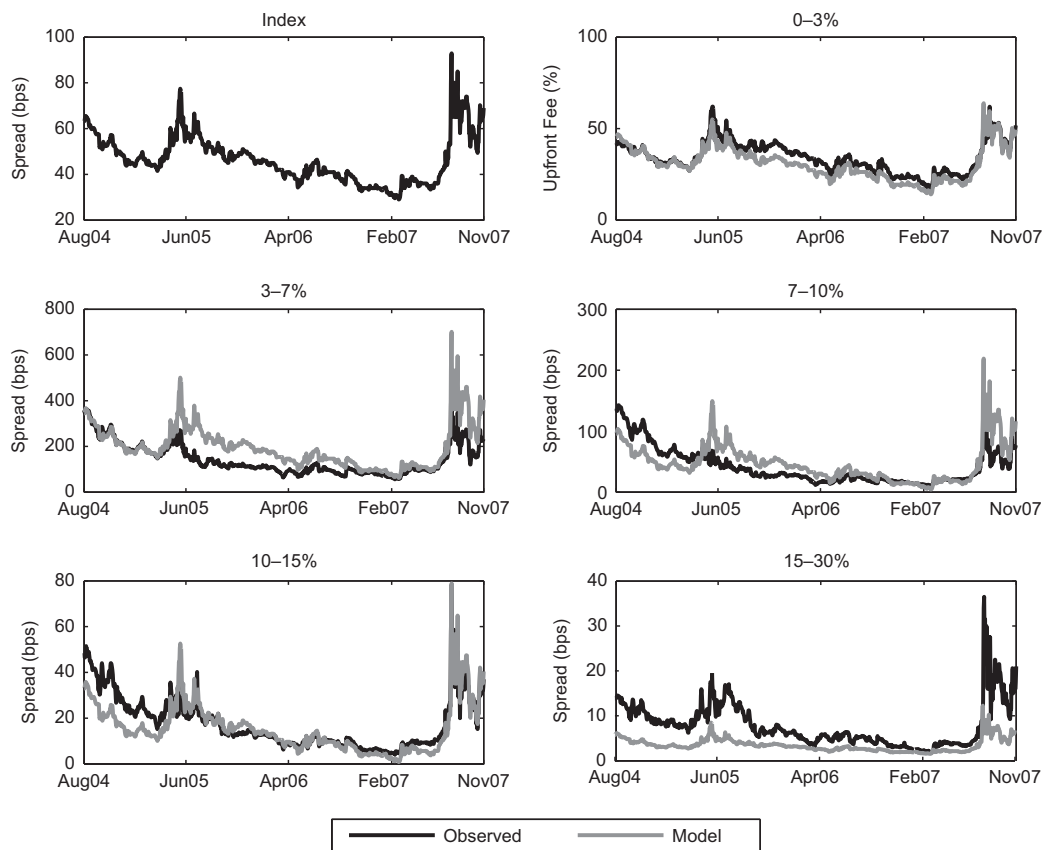 Index
Spread (bps)
100
80
60
40
20
Aug04 Jun05 Apr06 Feb07 Nov07
0–3%
Upfront Fee (%)
100
50
0
Aug04 Jun05 Apr06 Feb07 Nov07
3–7%
Spread (bps)
800
600
400
200
0
Aug04 Jun05 Apr06 Feb07 Nov07
7–10%
Spread (bps)
300
200
100
0
Aug04 Jun05 Apr06 Feb07 Nov07
10–15%
Spread (bps)
80
60
40
20
0
Aug04 Jun05 Apr06 Feb07 Nov07
15–30%
Spread (bps)
40
30
20
10
0
Aug04 Jun05 Apr06 Feb07 Nov07
Observed Model